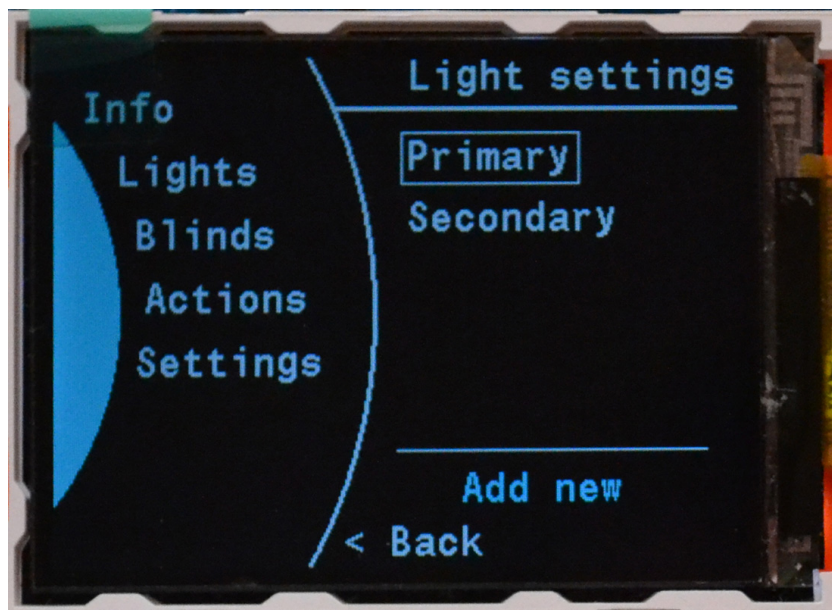 Info
Lights
Blinds
Actions
Settings
Light settings
Primary
Secondary
Add new
< Back